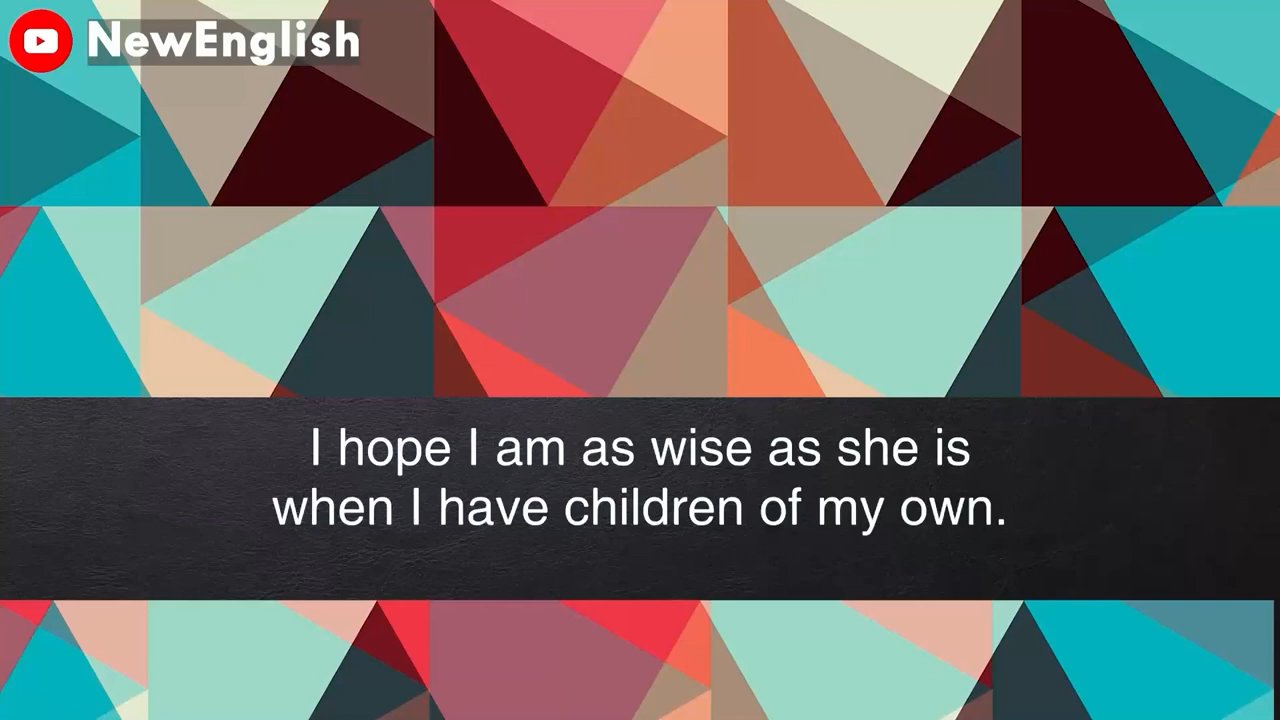 NewEnglish
I hope I am as wise as she is
when I have children of my own.